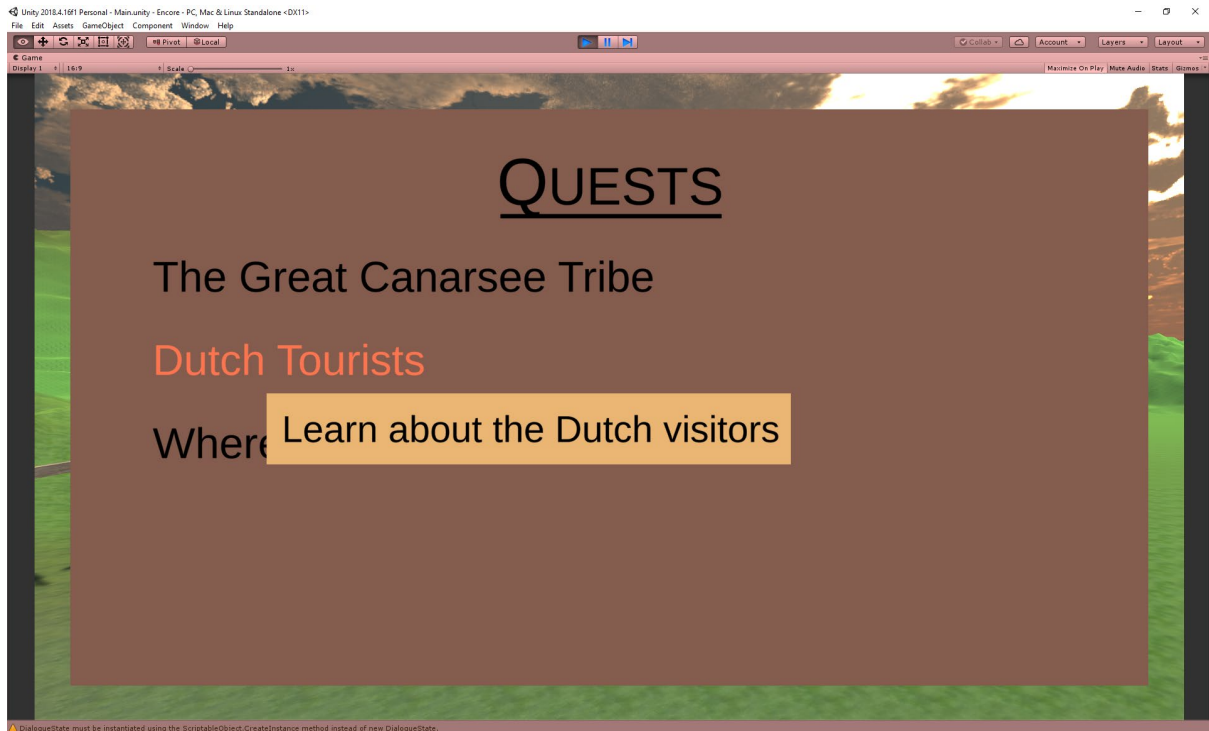 Unity 2018.4.16f1 Personal - Main.unity - Encore - PC, Mac & Linux Standalone <DX11>
File Edit Assets GameObject Component Window Help
Pivot Local Collab Account Layers Layout
Game
Display 1 16:9 Scale 1x Maximize On Play Mute Audio Stats Gizmos
QUESTS
The Great Canarsee Tribe
Dutch Tourists
Learn about the Dutch visitors
Where
DialogueState must be instantiated using the ScriptableObject.CreateInstance method instead of new DialogueState.